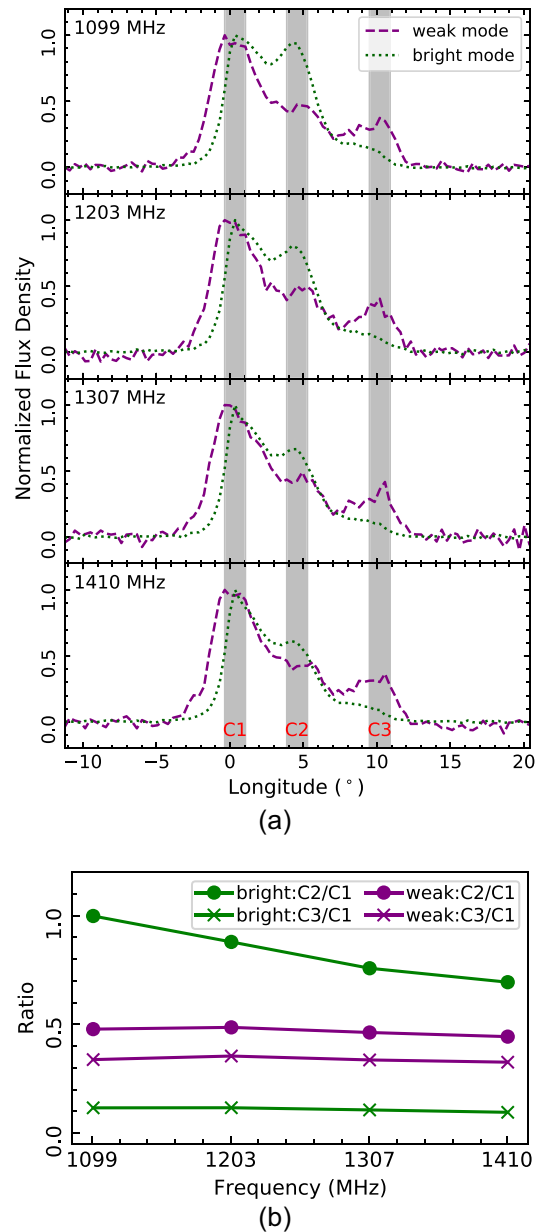 1099 MHz
weak mode
bright mode
0.0 0.5 1.0
1203 MHz
0.0 0.5 1.0
1307 MHz
0.0 0.5 1.0
1410 MHz
0.0 0.5 1.0
Normalized Flux Density
C1 C2 C3
−10 −5 0 5 10 15 20
Longitude (°)
(a)
bright:C2/C1 weak:C2/C1
bright:C3/C1 weak:C3/C1
1.0
0.5
0.0
Ratio
1099 1203 1307 1410
Frequency (MHz)
(b)